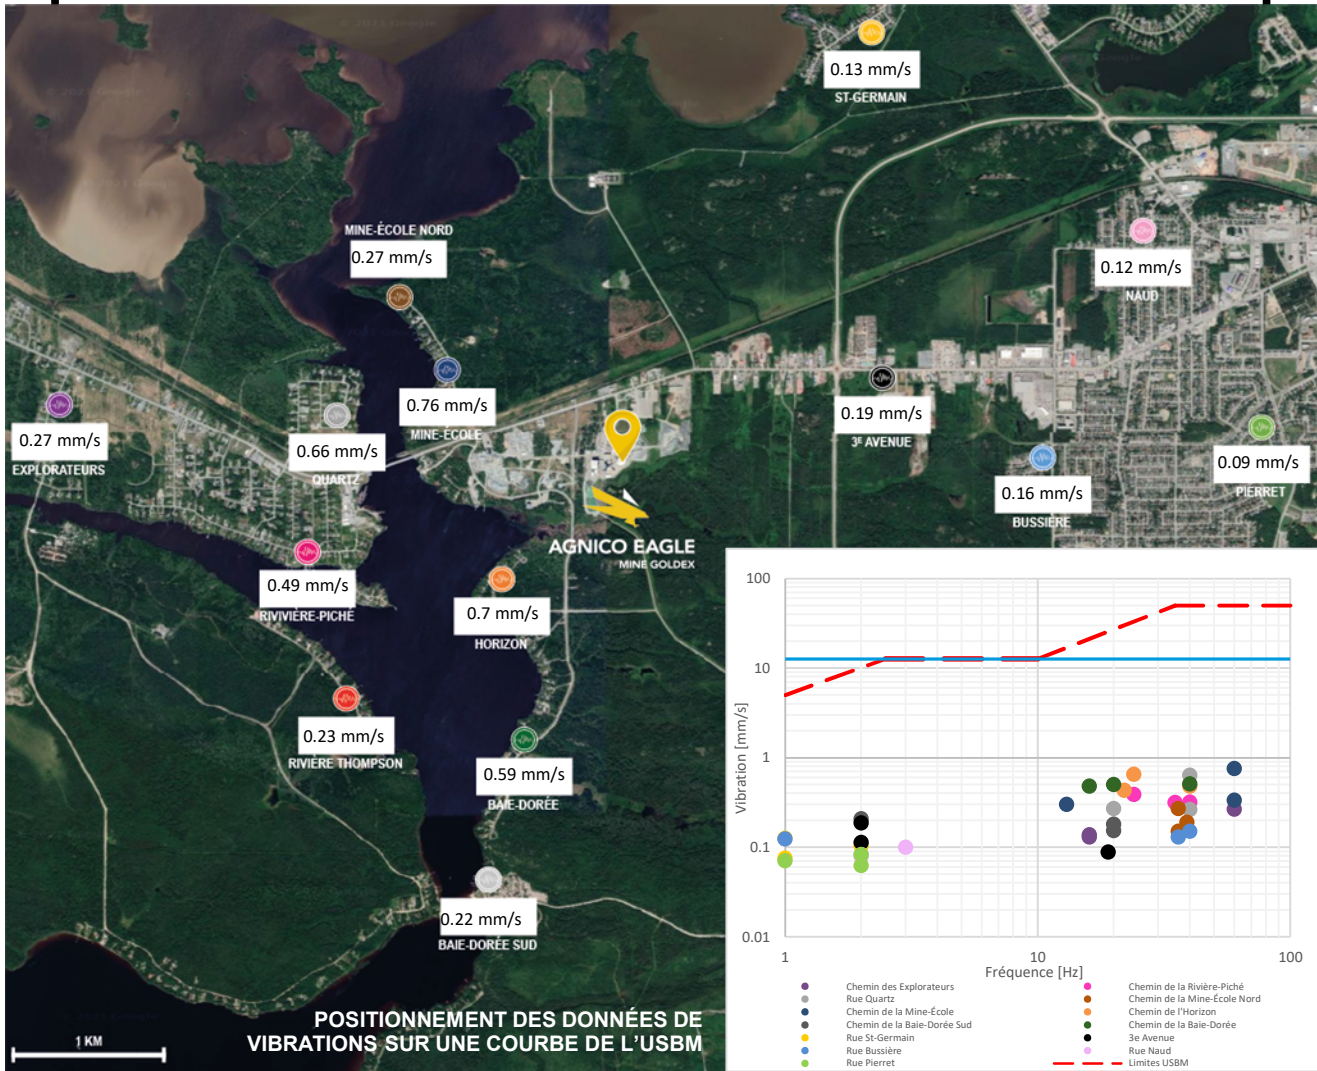 0.13 mm/s
ST-GERMAIN
MINE-ÉCOLE NORD
0.27 mm/s
0.12 mm/s
NAUD
0.76 mm/s
MINE-ÉCOLE
0.27 mm/s
EXPLORATEURS
0.66 mm/s
QUARTZ
0.19 mm/s
3E AVENUE
0.09 mm/s
PIERRET
0.16 mm/s
BUSSIÈRE
AGNICO EAGLE
MINE GOLDEX
0.49 mm/s
RIVIVIÈRE-PICHÉ
0.7 mm/s
HORIZON
0.23 mm/s
RIVIÈRE THOMPSON
0.59 mm/s
BAIE-DORÉE
0.22 mm/s
BAIE-DORÉE SUD
POSITIONNEMENT DES DONNÉES DE
VIBRATIONS SUR UNE COURBE DE L'USBM
1 KM
100
10
1
0.1
0.01
Vibration [mm/s]
1
10
100
Fréquence [Hz]
Chemin des Explorateurs
Chemin de la Rivière-Piché
Rue Quartz
Chemin de la Mine-École Nord
Chemin de la Mine-École
Chemin de l'Horizon
Chemin de la Baie-Dorée Sud
Chemin de la Baie-Dorée
Rue St-Germain
3e Avenue
Rue Bussière
Rue Naud
Rue Pierret
Limites USBM